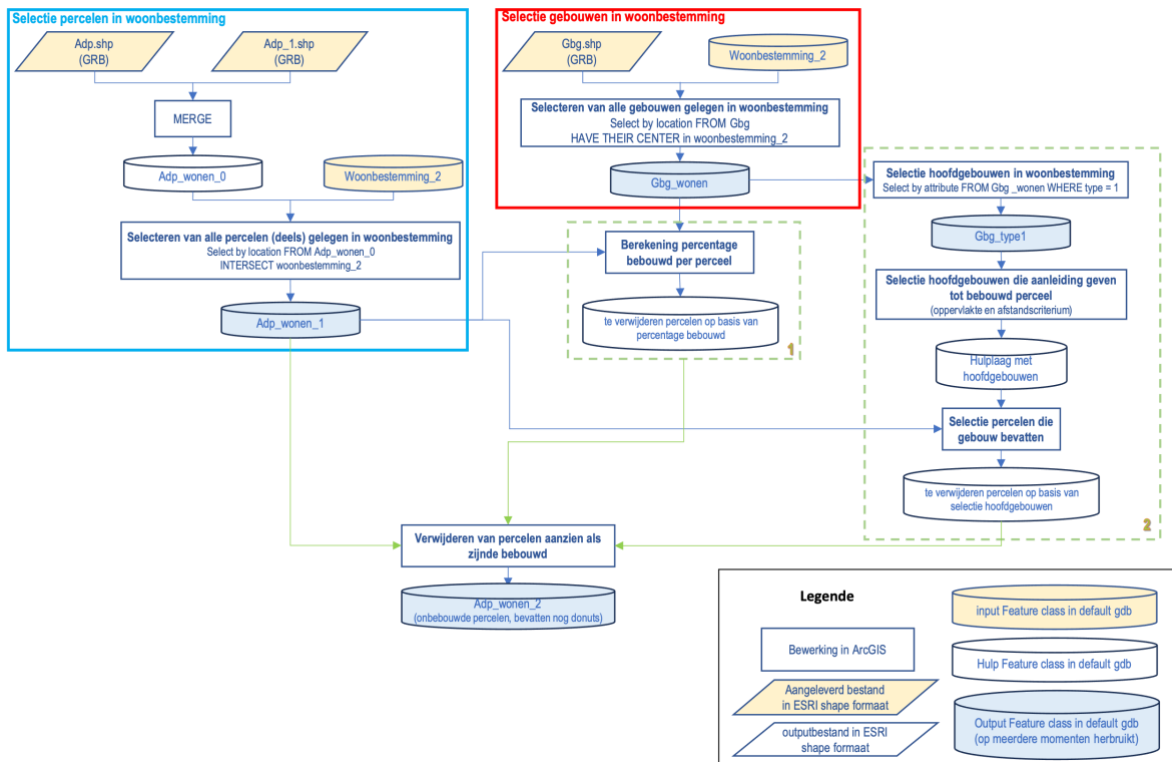 Selectie percelen in woonbestemming
Adp.shp
(GRB)
Adp_1.shp
(GRB)
MERGE
Adp_wonen_0
Woonbestemming_2
Selecteren van alle percelen (deels) gelegen in woonbestemming
Select by location FROM Adp_wonen_0
INTERSECT woonbestemming_2
Adp_wonen_1
Selectie gebouwen in woonbestemming
Gbg.shp
(GRB)
Woonbestemming_2
Selecteren van alle gebouwen gelegen in woonbestemming
Select by location FROM Gbg
HAVE THEIR CENTER in woonbestemming_2
Gbg_wonen
Berekening percentage
bebouwd per perceel
te verwijderen percelen op basis van
percentage bebouwd
1
Selectie hoofdgebouwen in woonbestemming
Select by attribute FROM Gbg _wonen WHERE type = 1
Gbg_type1
Selectie hoofdgebouwen die aanleiding geven
tot bebouwd perceel
(oppervlakte en afstandscriterium)
Hulplaag met
hoofdgebouwen
Selectie percelen die
gebouw bevatten
te verwijderen percelen op basis van
selectie hoofdgebouwen
2
Verwijderen van percelen aanzien als
zijnde bebouwd
Adp_wonen_2
(onbebouwde percelen, bevatten nog donuts)
Legende
Bewerking in ArcGIS
Aangeleverd bestand
in ESRI shape formaat
outputbestand in ESRI
shape formaat
input Feature class in default gdb
Hulp Feature class in default gdb
Output Feature class in default gdb
(op meerdere momenten herbruikt)